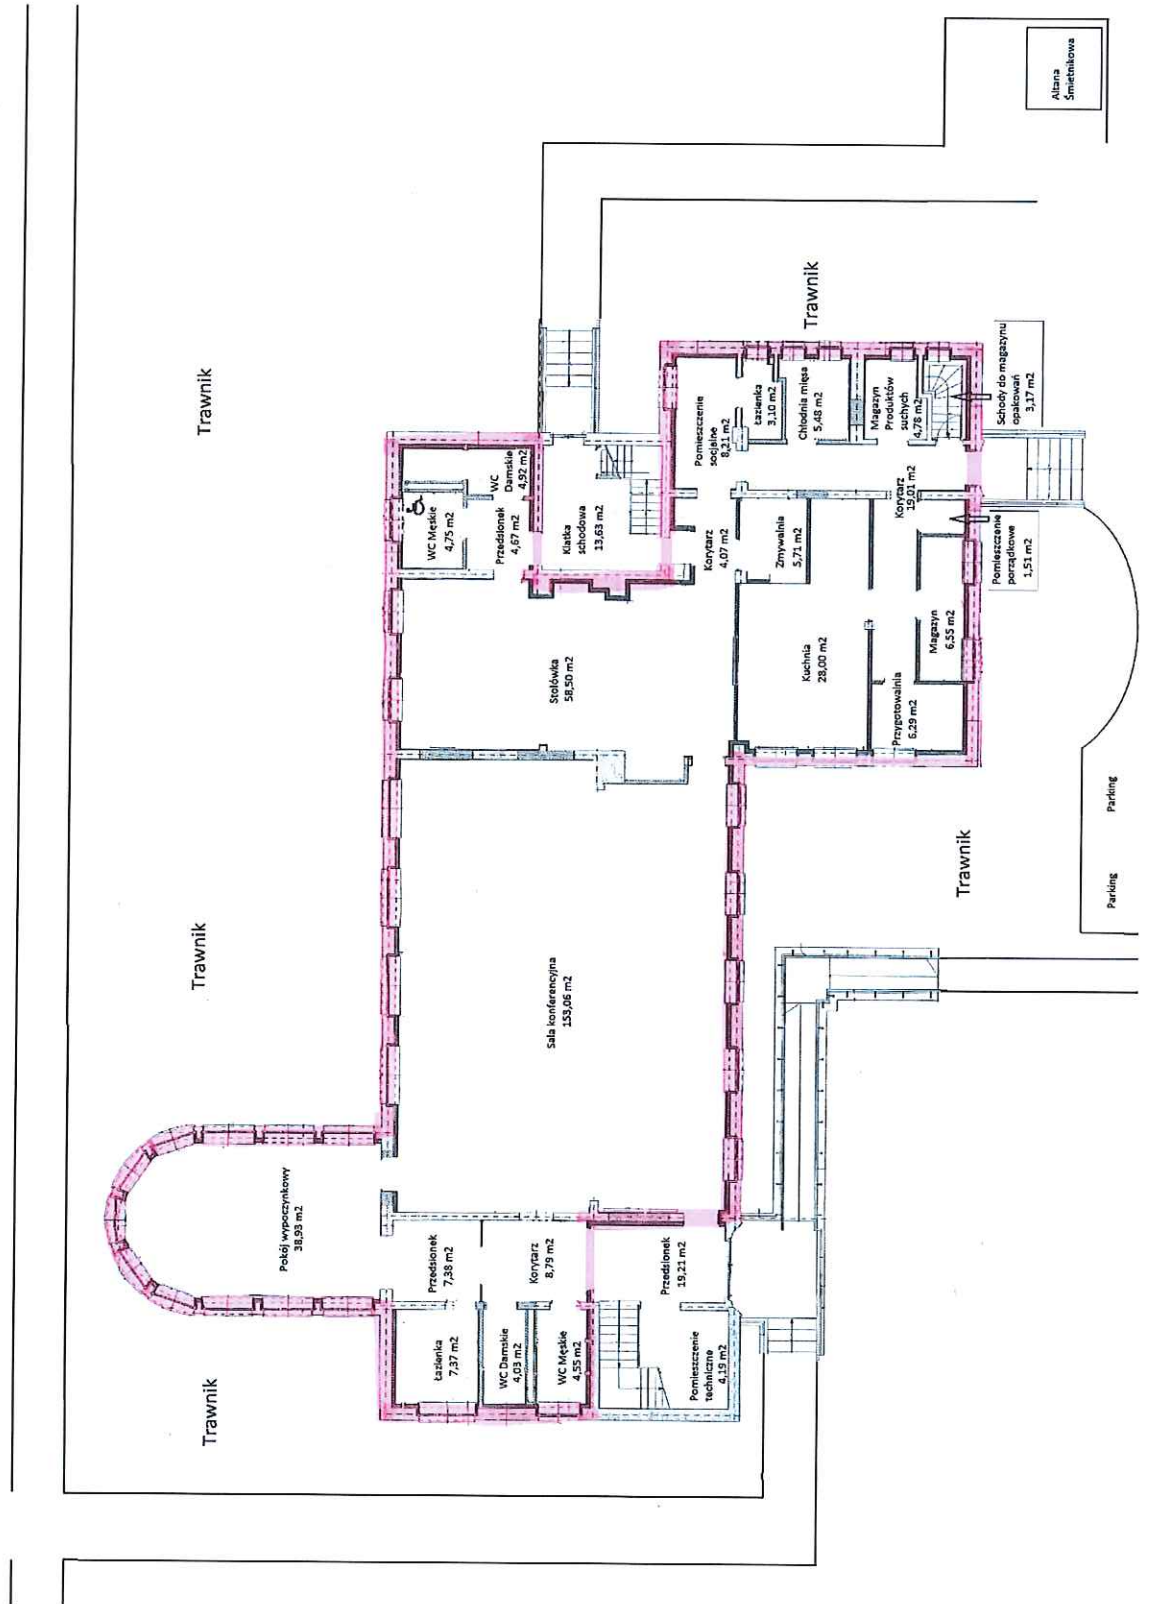 Altana
Śmietnikowa
Trawnik
Trawnik
Trawnik
Trawnik
Trawnik
WC Męskie
4,75 m2
WC
Damskie
4,92 m2
Przedsionek
4,67 m2
Klatka
schodowa
13,63 m2
Pomieszczenie
socjalne
8,21 m2
Łazienka
3,10 m2
Chłodnia mięsa
5,48 m2
Magazyn
Produktów
suchych
4,78 m2
Schody do magazynu
opakowań
3,17 m2
Korytarz
19,01 m2
Pomieszczenie
porządkowe
1,51 m2
Korytarz
4,07 m2
Zmywalnia
5,71 m2
Stołówka
58,50 m2
Kuchnia
28,00 m2
Magazyn
6,55 m2
Przygotowalnia
6,29 m2
Parking
Parking
Sala konferencyjna
153,06 m2
Pokój wypoczynkowy
38,93 m2
Przedsionek
7,38 m2
Korytarz
8,79 m2
Przedsionek
19,21 m2
Łazienka
7,37 m2
WC Damskie
4,03 m2
WC Męskie
4,55 m2
Pomieszczenie
techniczne
4,19 m2